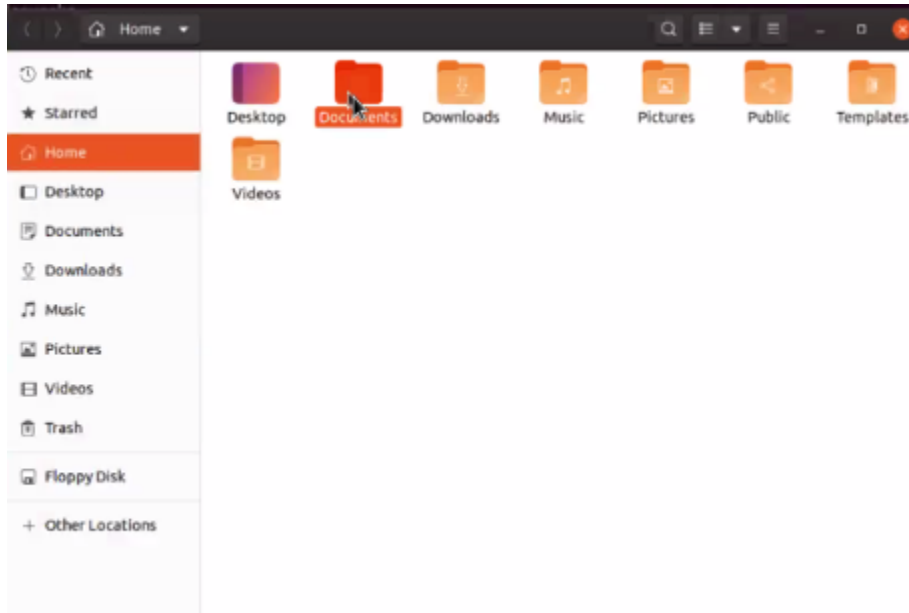 Home
Recent
Starred
Home
Desktop
Documents
Downloads
Music
Pictures
Videos
Trash
Floppy Disk
+ Other Locations
Desktop Documents Downloads Music Pictures Public Templates
Videos